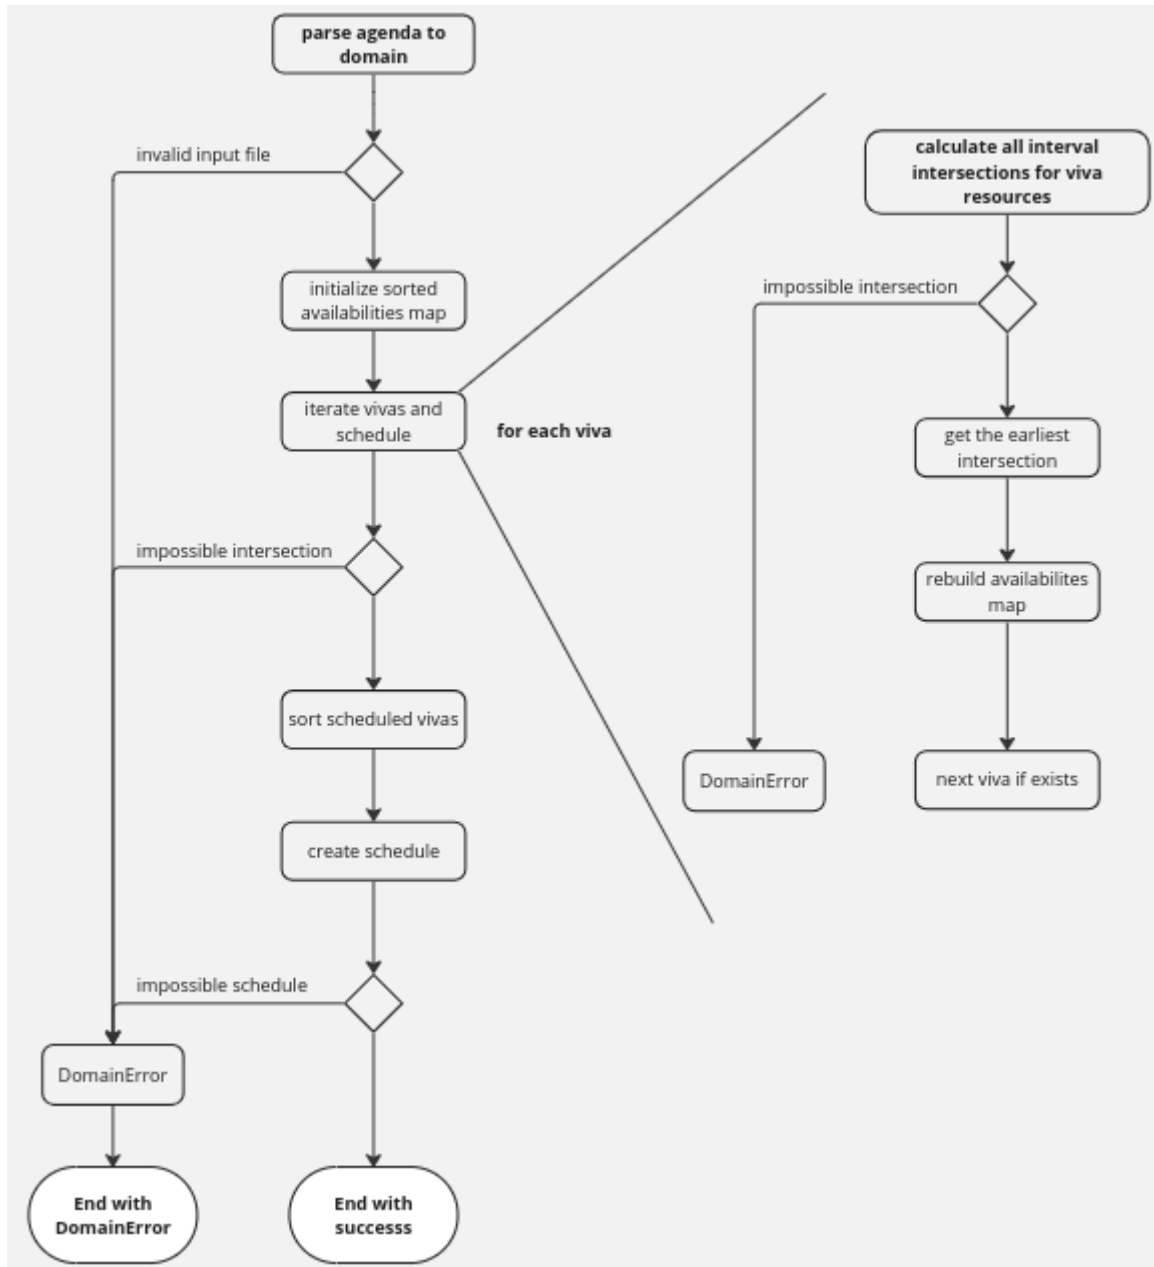 parse agenda to
domain
invalid input file
initialize sorted
availabilities map
iterate vivas and
schedule
for each viva
impossible intersection
sort scheduled vivas
create schedule
impossible schedule
DomainError
End with
DomainError
End with
successs
calculate all interval
intersections for viva
resources
impossible intersection
get the earliest
intersection
rebuild availabilites
map
DomainError
next viva if exists